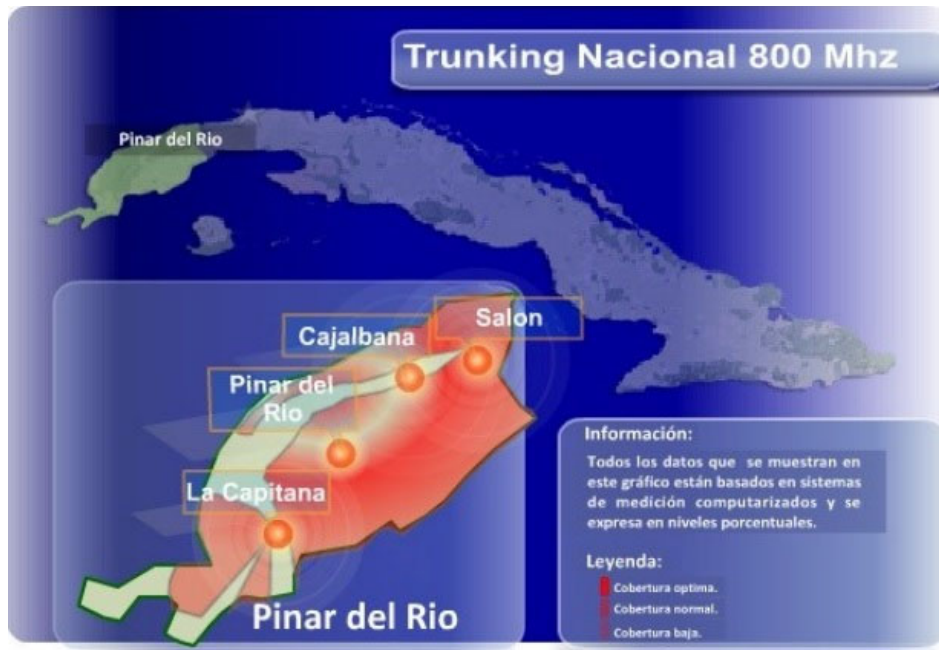 Trunking Nacional 800 Mhz
Pinar del Rio
Salon
Cajalbana
Pinar del
Rio
La Capitana
Pinar del Rio
Información:
Todos los datos que se muestran en
este gráfico están basados en sistemas
de medición computarizados y se
expresa en niveles porcentuales.
Leyenda:
Cobertura optima.
Cobertura normal.
Cobertura baja.